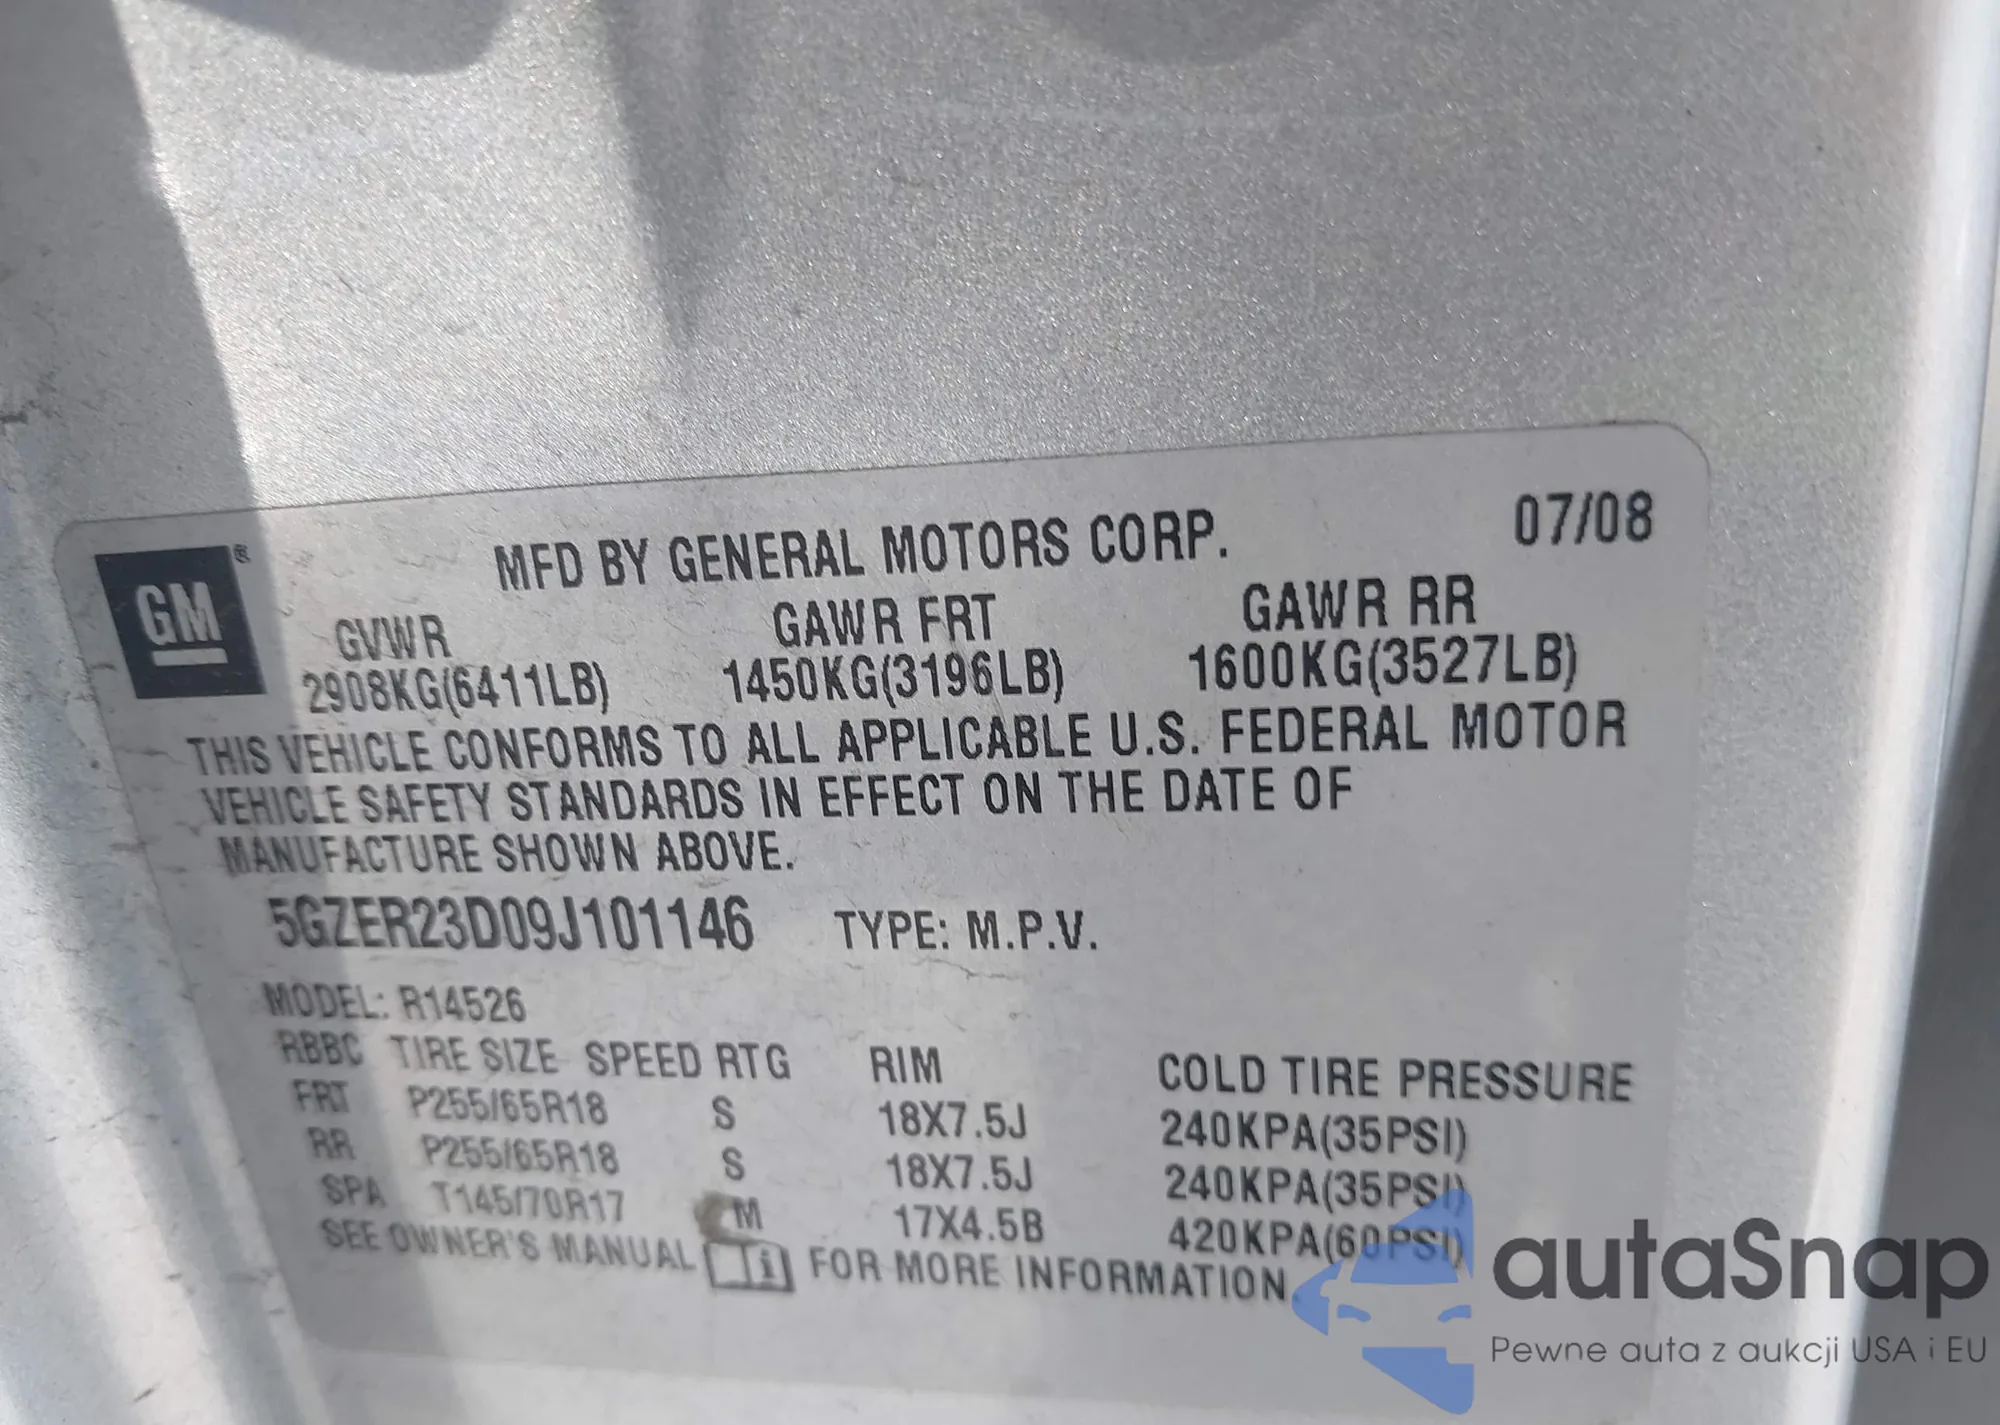 GM®
MFD BY GENERAL MOTORS CORP. 07/08
GVWR GAWR FRT GAWR RR
2908KG(6411LB) 1450KG(3196LB) 1600KG(3527LB)
THIS VEHICLE CONFORMS TO ALL APPLICABLE U.S. FEDERAL MOTOR
VEHICLE SAFETY STANDARDS IN EFFECT ON THE DATE OF
MANUFACTURE SHOWN ABOVE.
5GZER23D09J101146 TYPE: M.P.V.
MODEL: R14526
RBBC TIRE SIZE SPEED RTG RIM COLD TIRE PRESSURE
FRT P255/65R18 S 18X7.5J 240KPA(35PSI)
RR P255/65R18 S 18X7.5J 240KPA(35PSI)
SPA T145/70R17 M 17X4.5B 420KPA(60PSI)
SEE OWNER'S MANUAL i FOR MORE INFORMATION.
autaSnap
Pewne auta z aukcji USA i EU